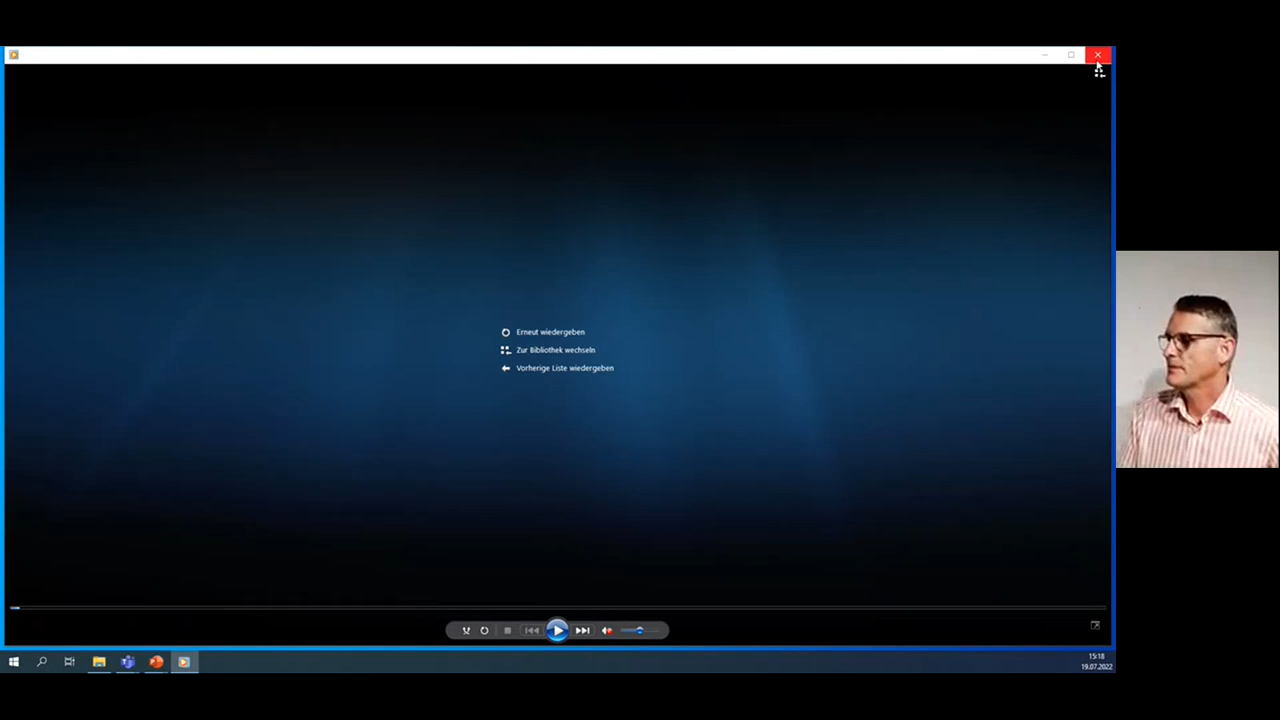 Erneut wiedergeben
Zur Bibliothek wechseln
Vorherige Liste wiedergeben
15:18
19.07.2022